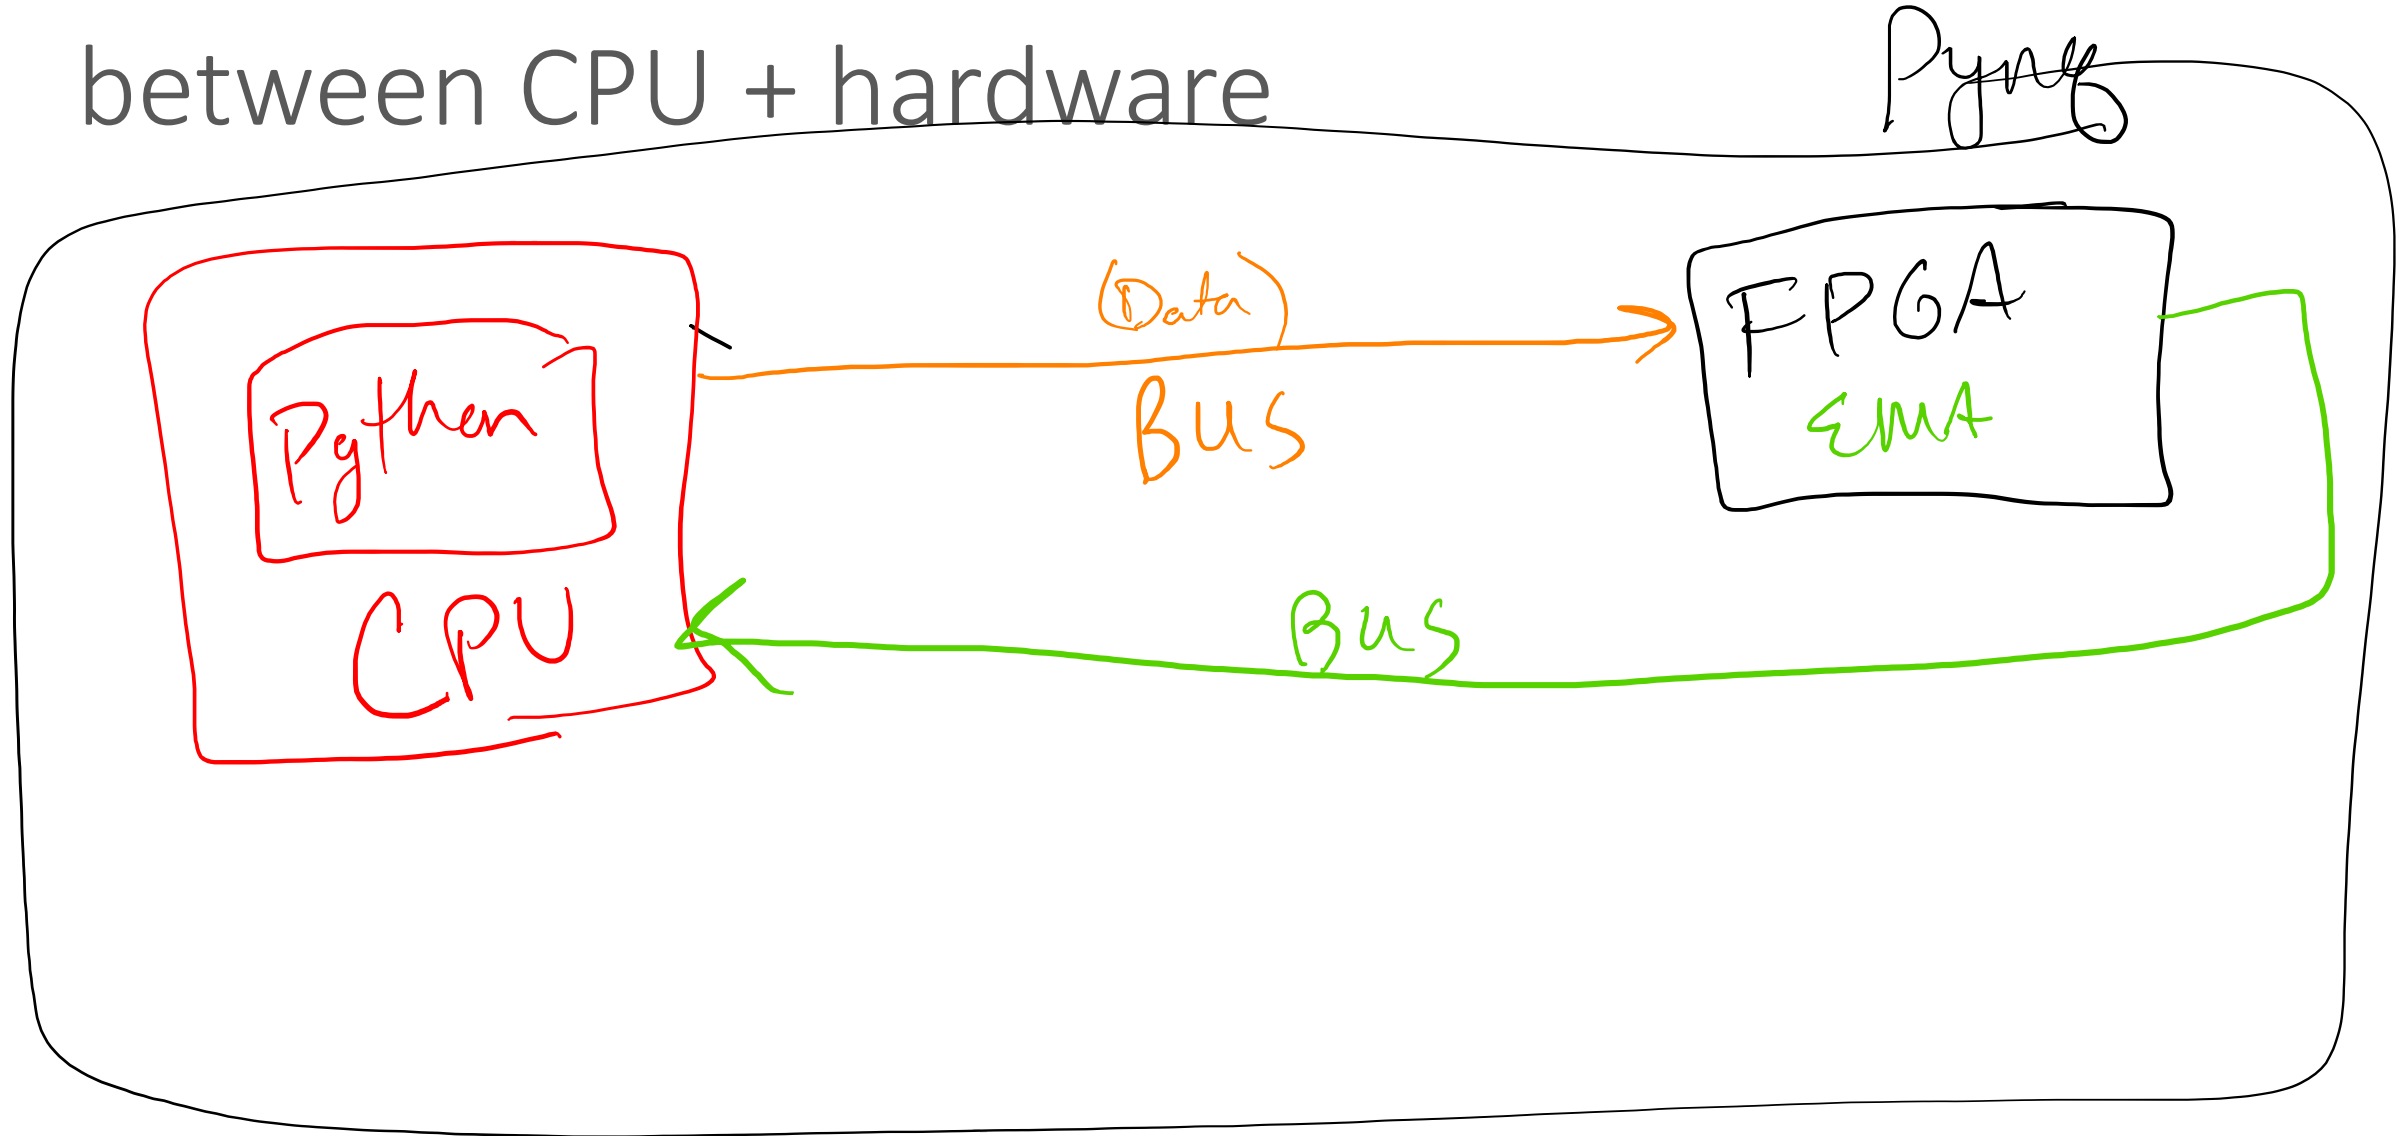 between CPU + hardware
Pynq
(Data)
FPGA
Bus
EMA
Python
CPU
Bus